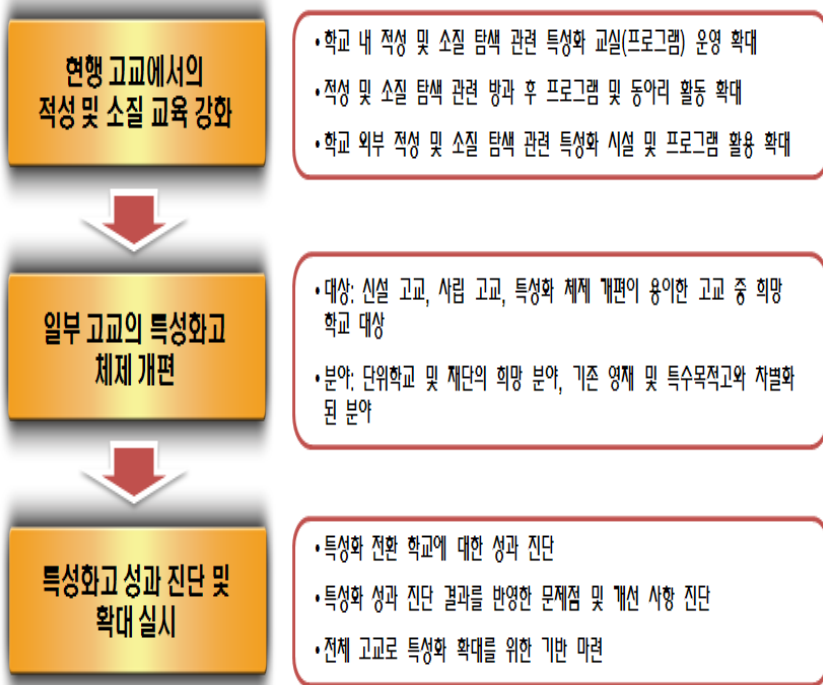 현행 고교에서의
적성 및 소질 교육 강화
• 학교 내 적성 및 소질 탐색 관련 특성화 교실(프로그램) 운영 확대
• 적성 및 소질 탐색 관련 방과 후 프로그램 및 동아리 활동 확대
• 학교 외부 적성 및 소질 탐색 관련 특성화 시설 및 프로그램 활용 확대
일부 고교의 특성화고
체제 개편
• 대상: 신설 고교, 사립 고교, 특성화 체제 개편이 용이한 고교 중 희망
학교 대상
• 분야: 단위학교 및 재단의 희망 분야, 기존 영재 및 특수목적고와 차별화
된 분야
특성화고 성과 진단 및
확대 실시
• 특성화 전환 학교에 대한 성과 진단
• 특성화 성과 진단 결과를 반영한 문제점 및 개선 사항 진단
• 전체 고교로 특성화 확대를 위한 기반 마련